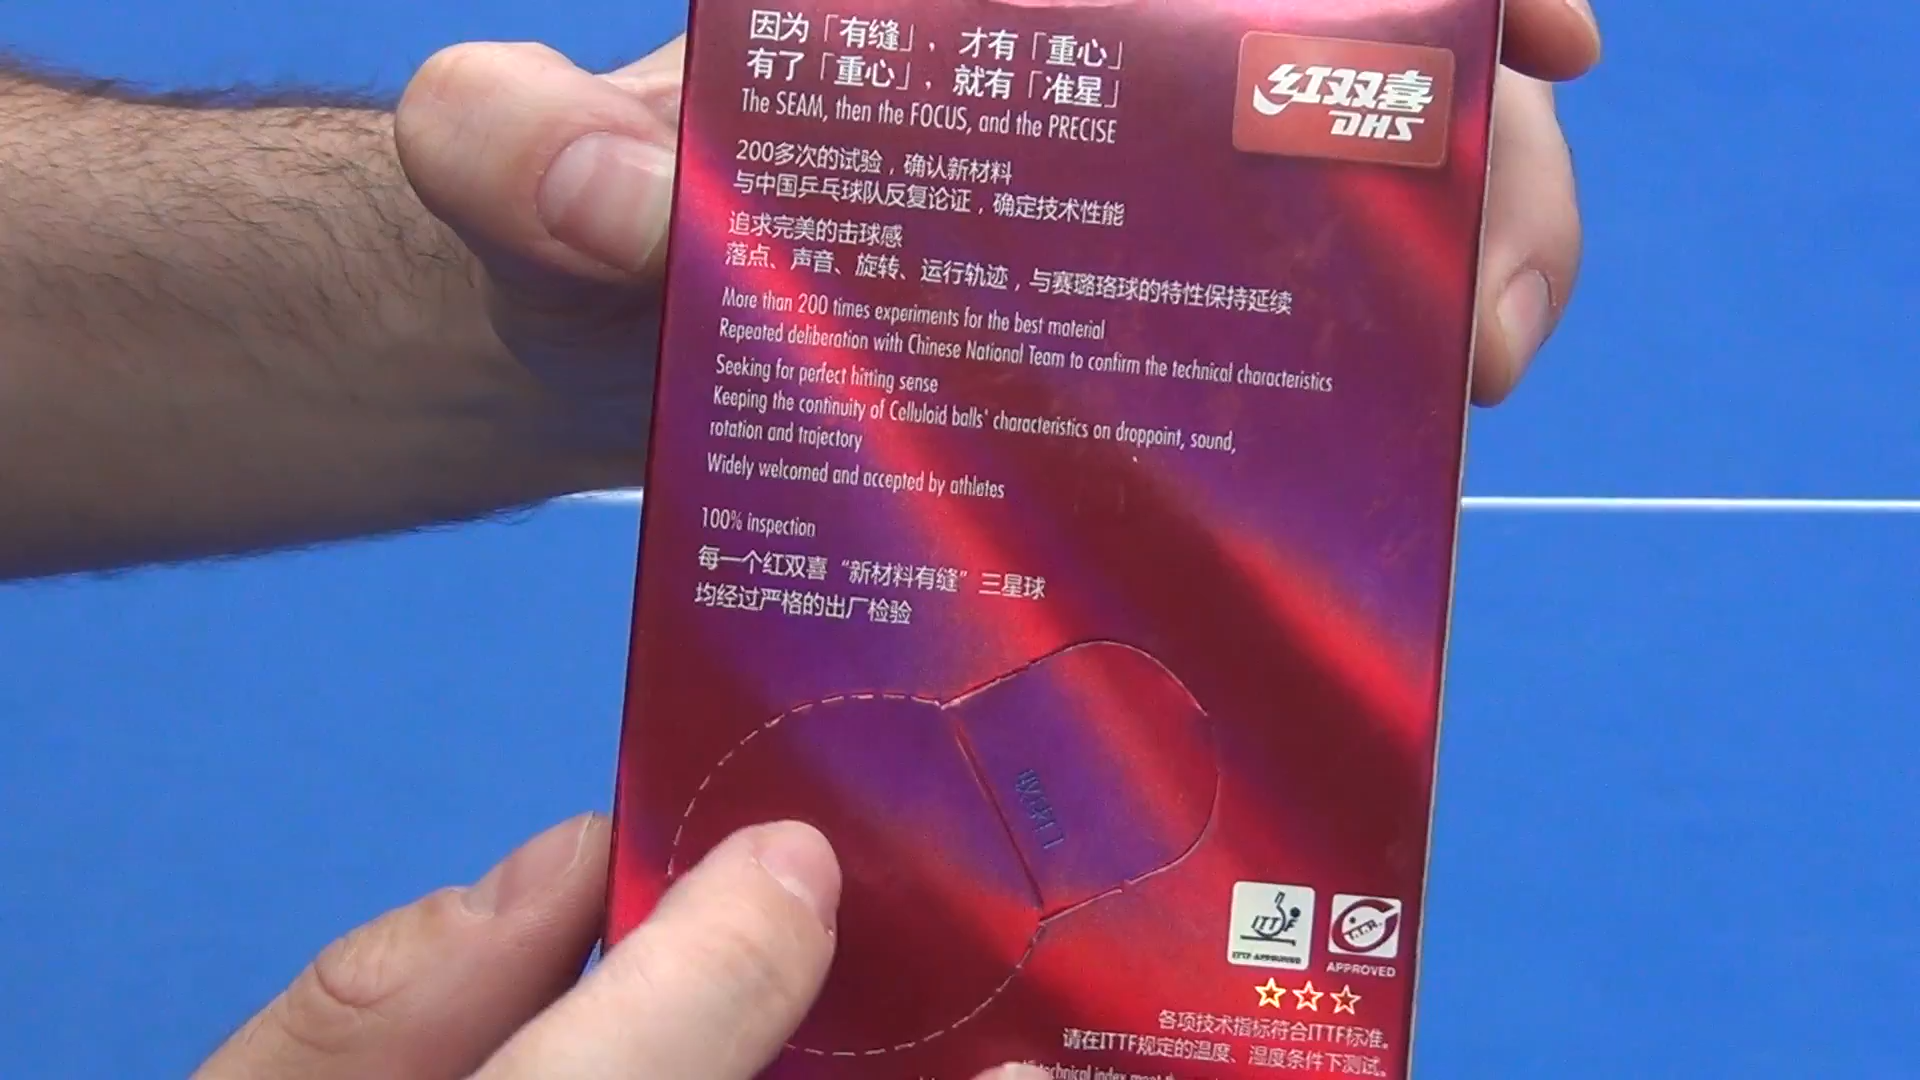 因为「有缝」，才有「重心」
有了「重心」，就有「准星」
The SEAM, then the FOCUS, and the PRECISE
红双喜
DHS
200多次的试验，确认新材料
与中国乒乓球队反复论证，确定技术性能
追求完美的击球感
落点、声音、旋转、运行轨迹，与赛璐珞球的特性保持延续
More than 200 times experiments for the best material
Repeated deliberation with Chinese National Team to confirm the technical characteristics
Seeking for perfect hitting sense
Keeping the continuity of Celluloid balls' characteristics on droppoint, sound,
rotation and trajectory
Widely welcomed and accepted by athletes
100% inspection
每一个红双喜“新材料有缝”三星球
均经过严格的出厂检验
ITTF
ITTF APPROVED
T.T.A.
APPROVED
各项技术指标符合ITTF标准。
请在ITTF规定的温度、湿度条件下测试。
technical index meet